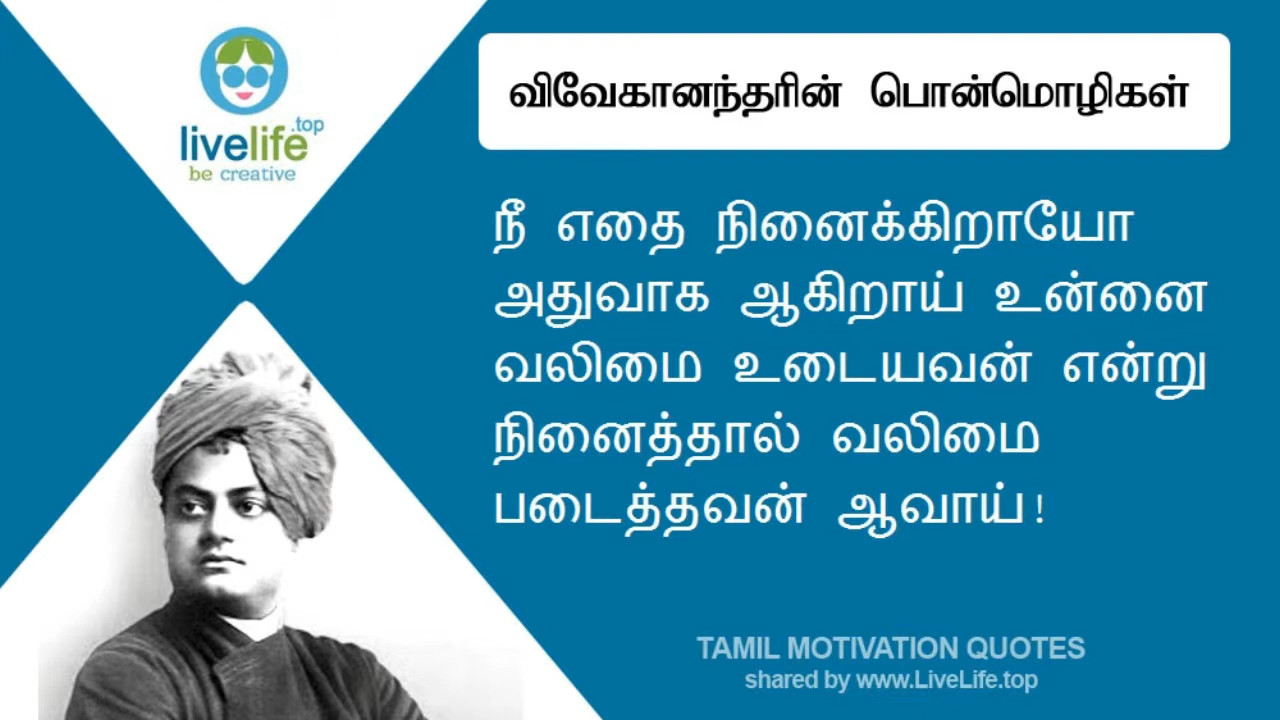 livelife.top
be creative
விவேகானந்தரின் பொன்மொழிகள்
நீ எதை நினைக்கிறாயோ
அதுவாக ஆகிறாய் உன்னை
வலிமை உடையவன் என்று
நினைத்தால் வலிமை
படைத்தவன் ஆவாய்!
TAMIL MOTIVATION QUOTES
shared by www.LiveLife.top